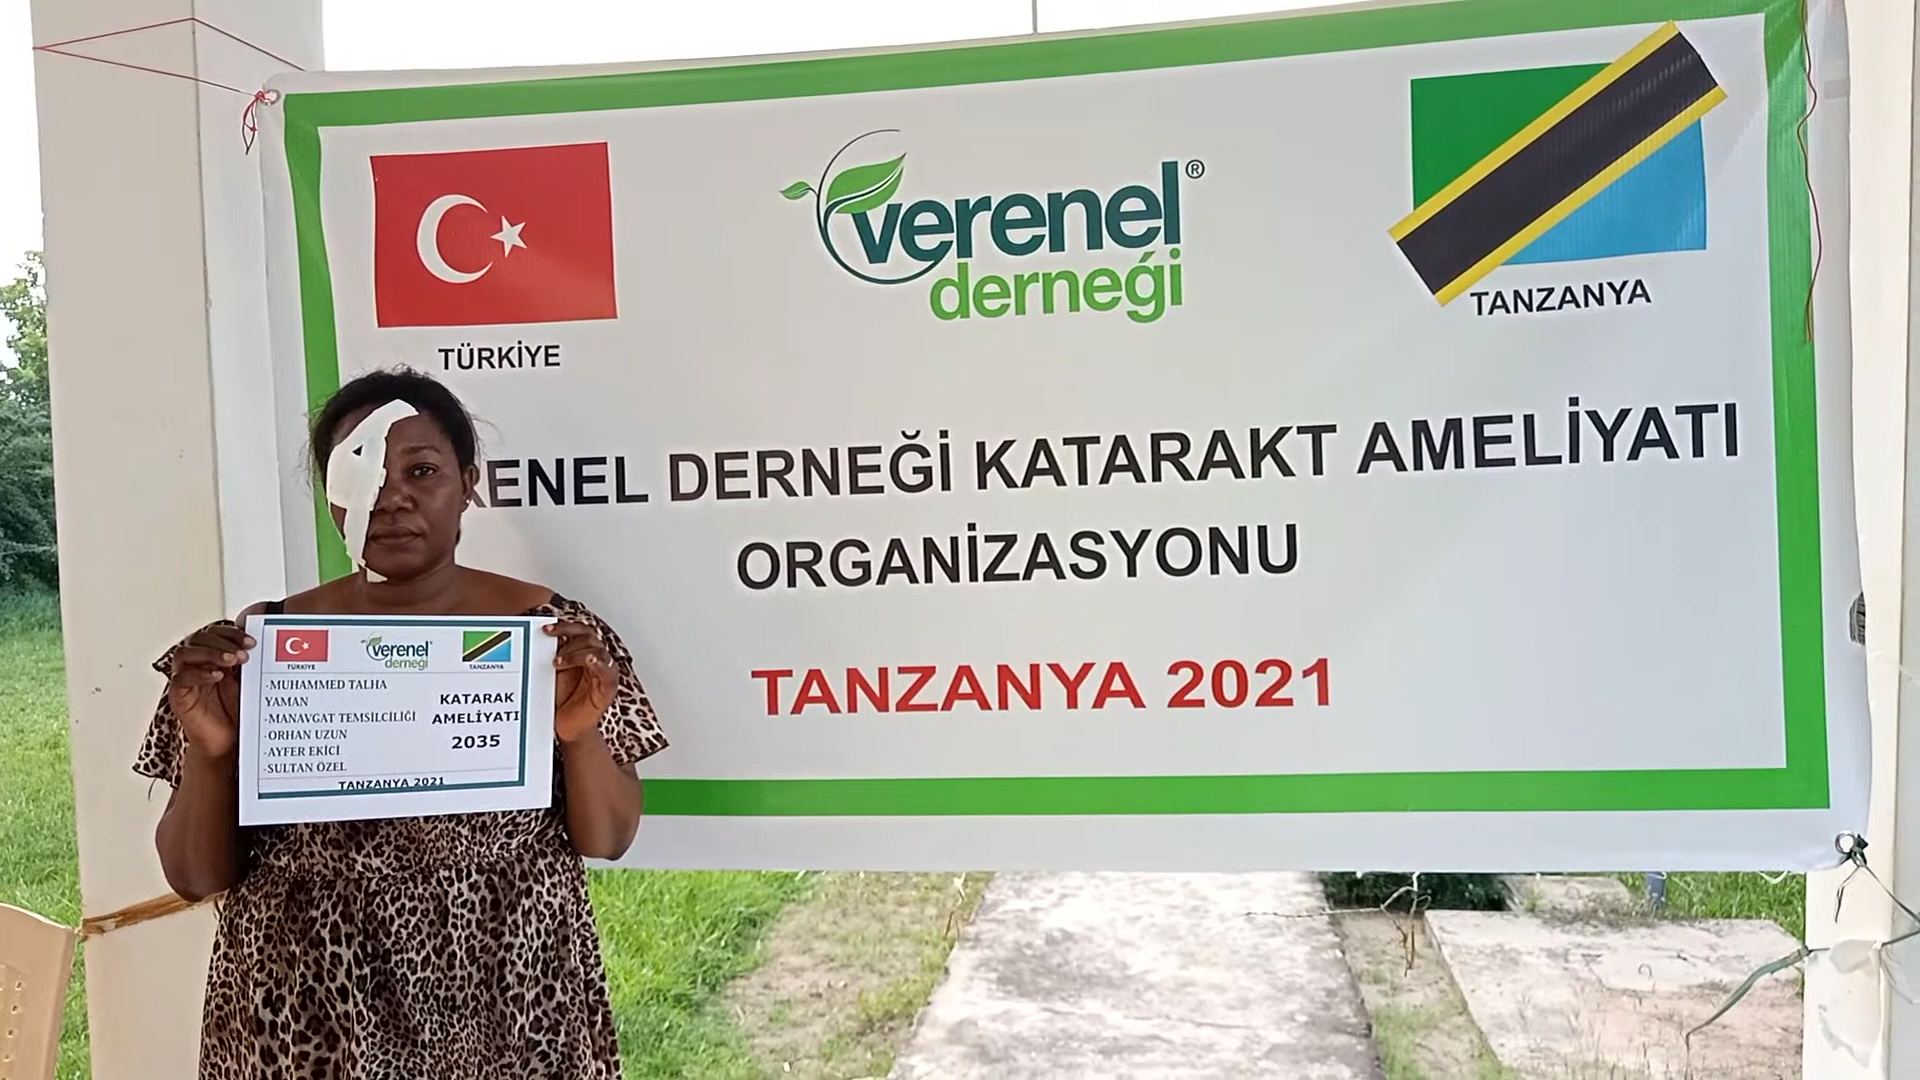 verenel®
derneği
TÜRKİYE
TANZANYA
RENEL DERNEĞİ KATARAKT AMELİYATI
ORGANİZASYONU
TANZANYA 2021
verenel
derneği
TÜRKİYE
TANZANYA
-MUHAMMED TALHA
YAMAN
-MANAVGAT TEMSİLCİLİĞİ
-ORHAN UZUN
-AYFER EKİCİ
-SULTAN ÖZEL
KATARAK
AMELİYATI
2035
TANZANYA 2021